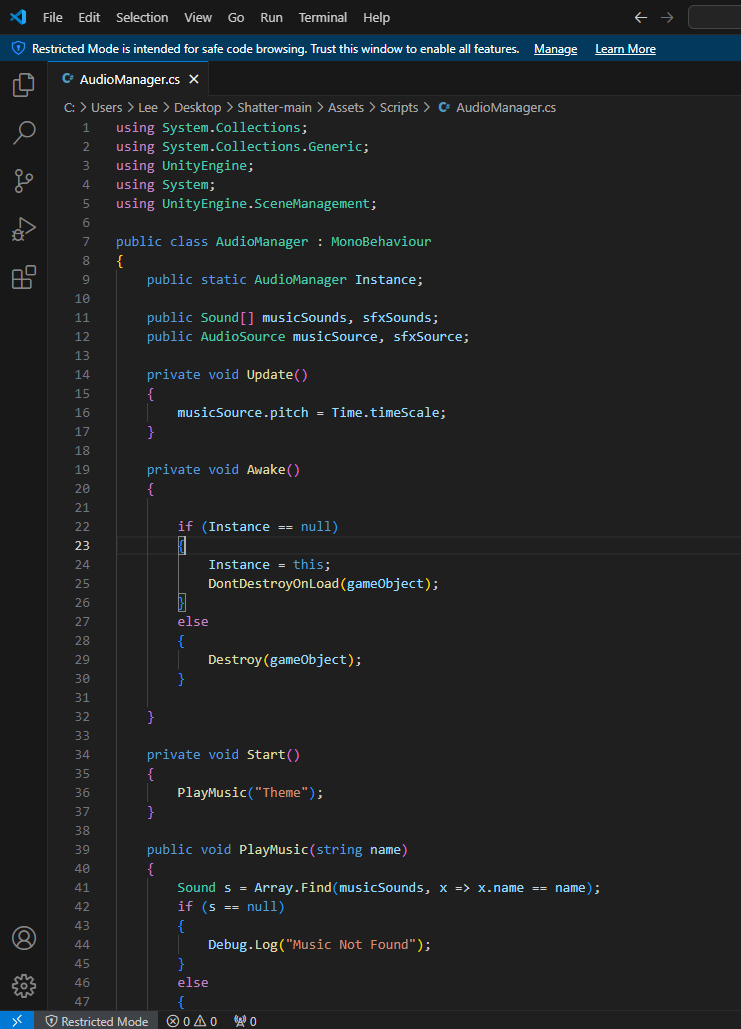 File Edit Selection View Go Run Terminal Help
Restricted Mode is intended for safe code browsing. Trust this window to enable all features. Manage Learn More
C# AudioManager.cs
C: > Users > Lee > Desktop > Shatter-main > Assets > Scripts > C# AudioManager.cs
1 using System.Collections;
2 using System.Collections.Generic;
3 using UnityEngine;
4 using System;
5 using UnityEngine.SceneManagement;
6
7 public class AudioManager : MonoBehaviour
8 {
9     public static AudioManager Instance;
10
11     public Sound[] musicSounds, sfxSounds;
12     public AudioSource musicSource, sfxSource;
13
14     private void Update()
15     {
16         musicSource.pitch = Time.timeScale;
17     }
18
19     private void Awake()
20     {
21
22         if (Instance == null)
23         {
24             Instance = this;
25             DontDestroyOnLoad(gameObject);
26         }
27         else
28         {
29             Destroy(gameObject);
30         }
31
32     }
33
34     private void Start()
35     {
36         PlayMusic("Theme");
37     }
38
39     public void PlayMusic(string name)
40     {
41         Sound s = Array.Find(musicSounds, x => x.name == name);
42         if (s == null)
43         {
44             Debug.Log("Music Not Found");
45         }
46         else
47         {
Restricted Mode 0 0 0